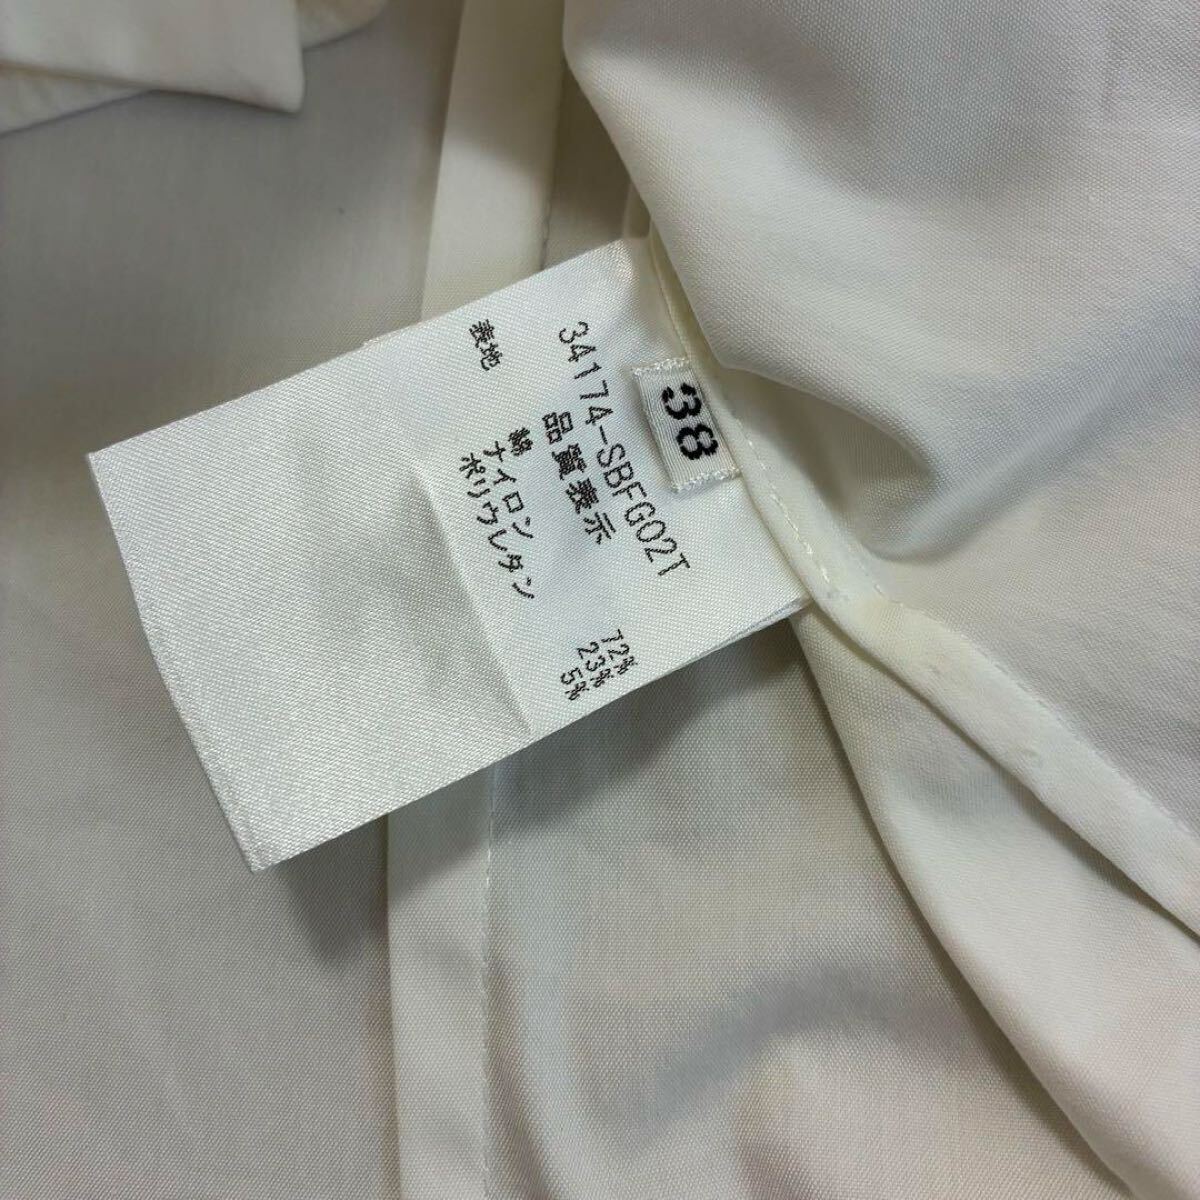 38
34174-SBFG02T
品質表示
表地 綿 72%
ナイロン 23%
ポリウレタン 5%